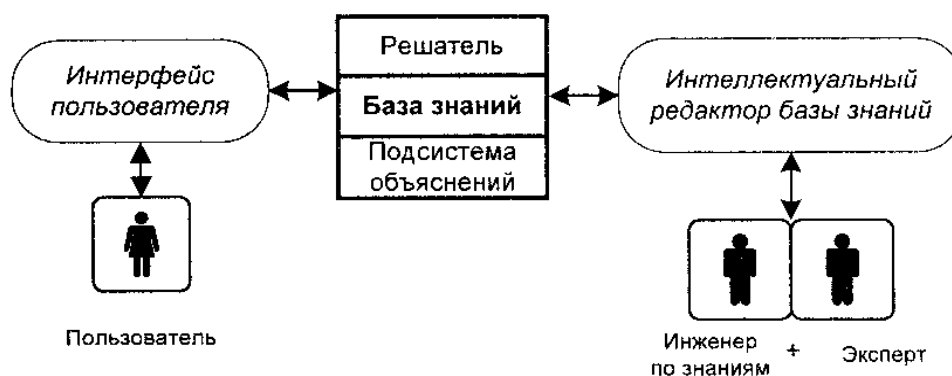 Решатель
Интерфейс
пользователя
База знаний
Интеллектуальный
редактор базы знаний
Подсистема
объяснений
Пользователь
Инженер
по знаниям
+
Эксперт